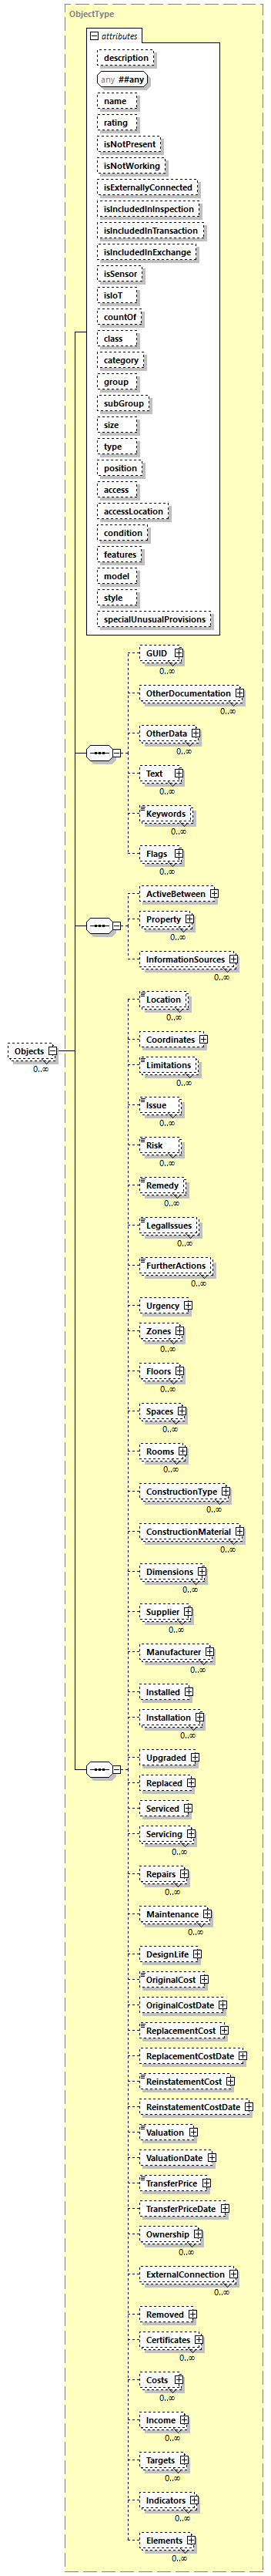 ObjectType
attributes
description
any ##any
name
rating
isNotPresent
isNotWorking
isExternallyConnected
isIncludedInInspection
isIncludedInTransaction
isIncludedInExchange
isSensor
isIoT
countOf
class
category
group
subGroup
size
type
position
access
accessLocation
condition
features
model
style
specialUnusualProvisions
GUID
0..∞
OtherDocumentation
0..∞
OtherData
0..∞
Text
0..∞
Keywords
0..∞
Flags
0..∞
ActiveBetween
Property
0..∞
InformationSources
0..∞
Location
0..∞
Coordinates
Limitations
0..∞
Objects
0..∞
Issue
0..∞
Risk
0..∞
Remedy
0..∞
LegalIssues
0..∞
FurtherActions
0..∞
Urgency
Zones
0..∞
Floors
0..∞
Spaces
0..∞
Rooms
0..∞
ConstructionType
0..∞
ConstructionMaterial
0..∞
Dimensions
0..∞
Supplier
0..∞
Manufacturer
0..∞
Installed
Installation
0..∞
Upgraded
Replaced
Serviced
Servicing
0..∞
Repairs
0..∞
Maintenance
0..∞
DesignLife
OriginalCost
OriginalCostDate
ReplacementCost
ReplacementCostDate
ReinstatementCost
ReinstatementCostDate
Valuation
ValuationDate
TransferPrice
TransferPriceDate
Ownership
0..∞
ExternalConnection
0..∞
Removed
Certificates
0..∞
Costs
0..∞
Income
0..∞
Targets
0..∞
Indicators
0..∞
Elements
0..∞